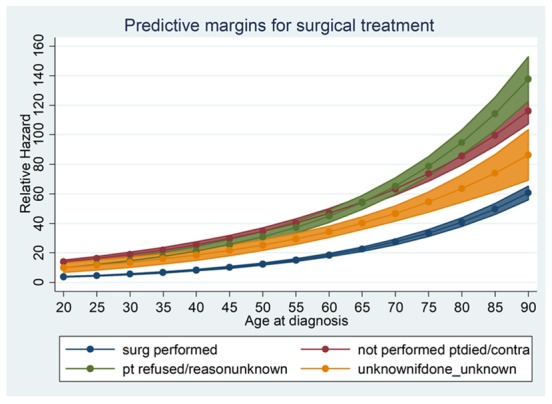 Predictive margins for surgical treatment
Relative Hazard
160
140
120
100
80
60
40
20
0
20 25 30 35 40 45 50 55 60 65 70 75 80 85 90
Age at diagnosis
surg performed
not performed ptdied/contra
pt refused/reasonunknown
unknownifdone_unknown